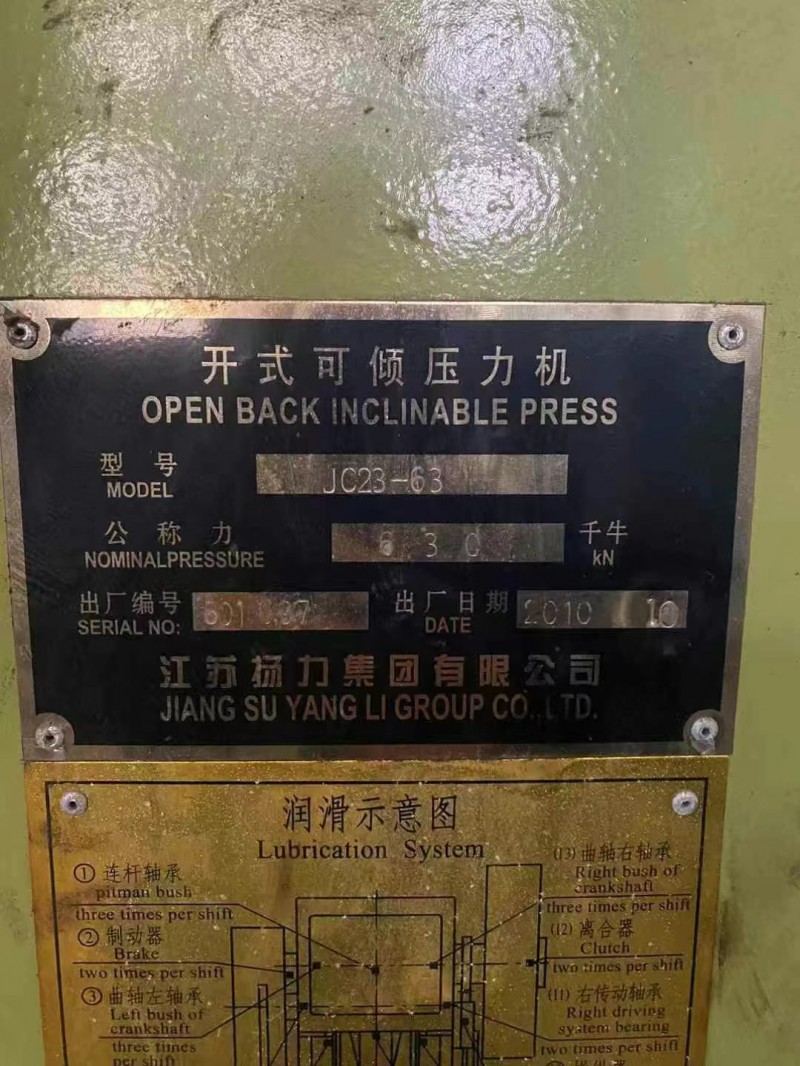 开式可倾压力机
OPEN BACK INCLINABLE PRESS
型号 JC23-63
MODEL
公称力 630 千牛
NOMINALPRESSURE kN
出厂编号 出厂日期 2010 10
SERIAL NO: DATE
江苏扬力集团有限公司
JIANG SU YANG LI GROUP CO.,LTD.
润滑示意图
Lubrication System
① 连杆轴承
pitman bush
three times per shift
② 制动器
Brake
two times per shift
③ 曲轴左轴承
Left bush of
crankshaft
three times
per shift
⒀ 曲轴右轴承
Right bush of
crankshaft
three times per shift
⑿ 离合器
Clutch
two times per shift
⑾ 右传动轴承
Right driving
system bearing
two times per shift